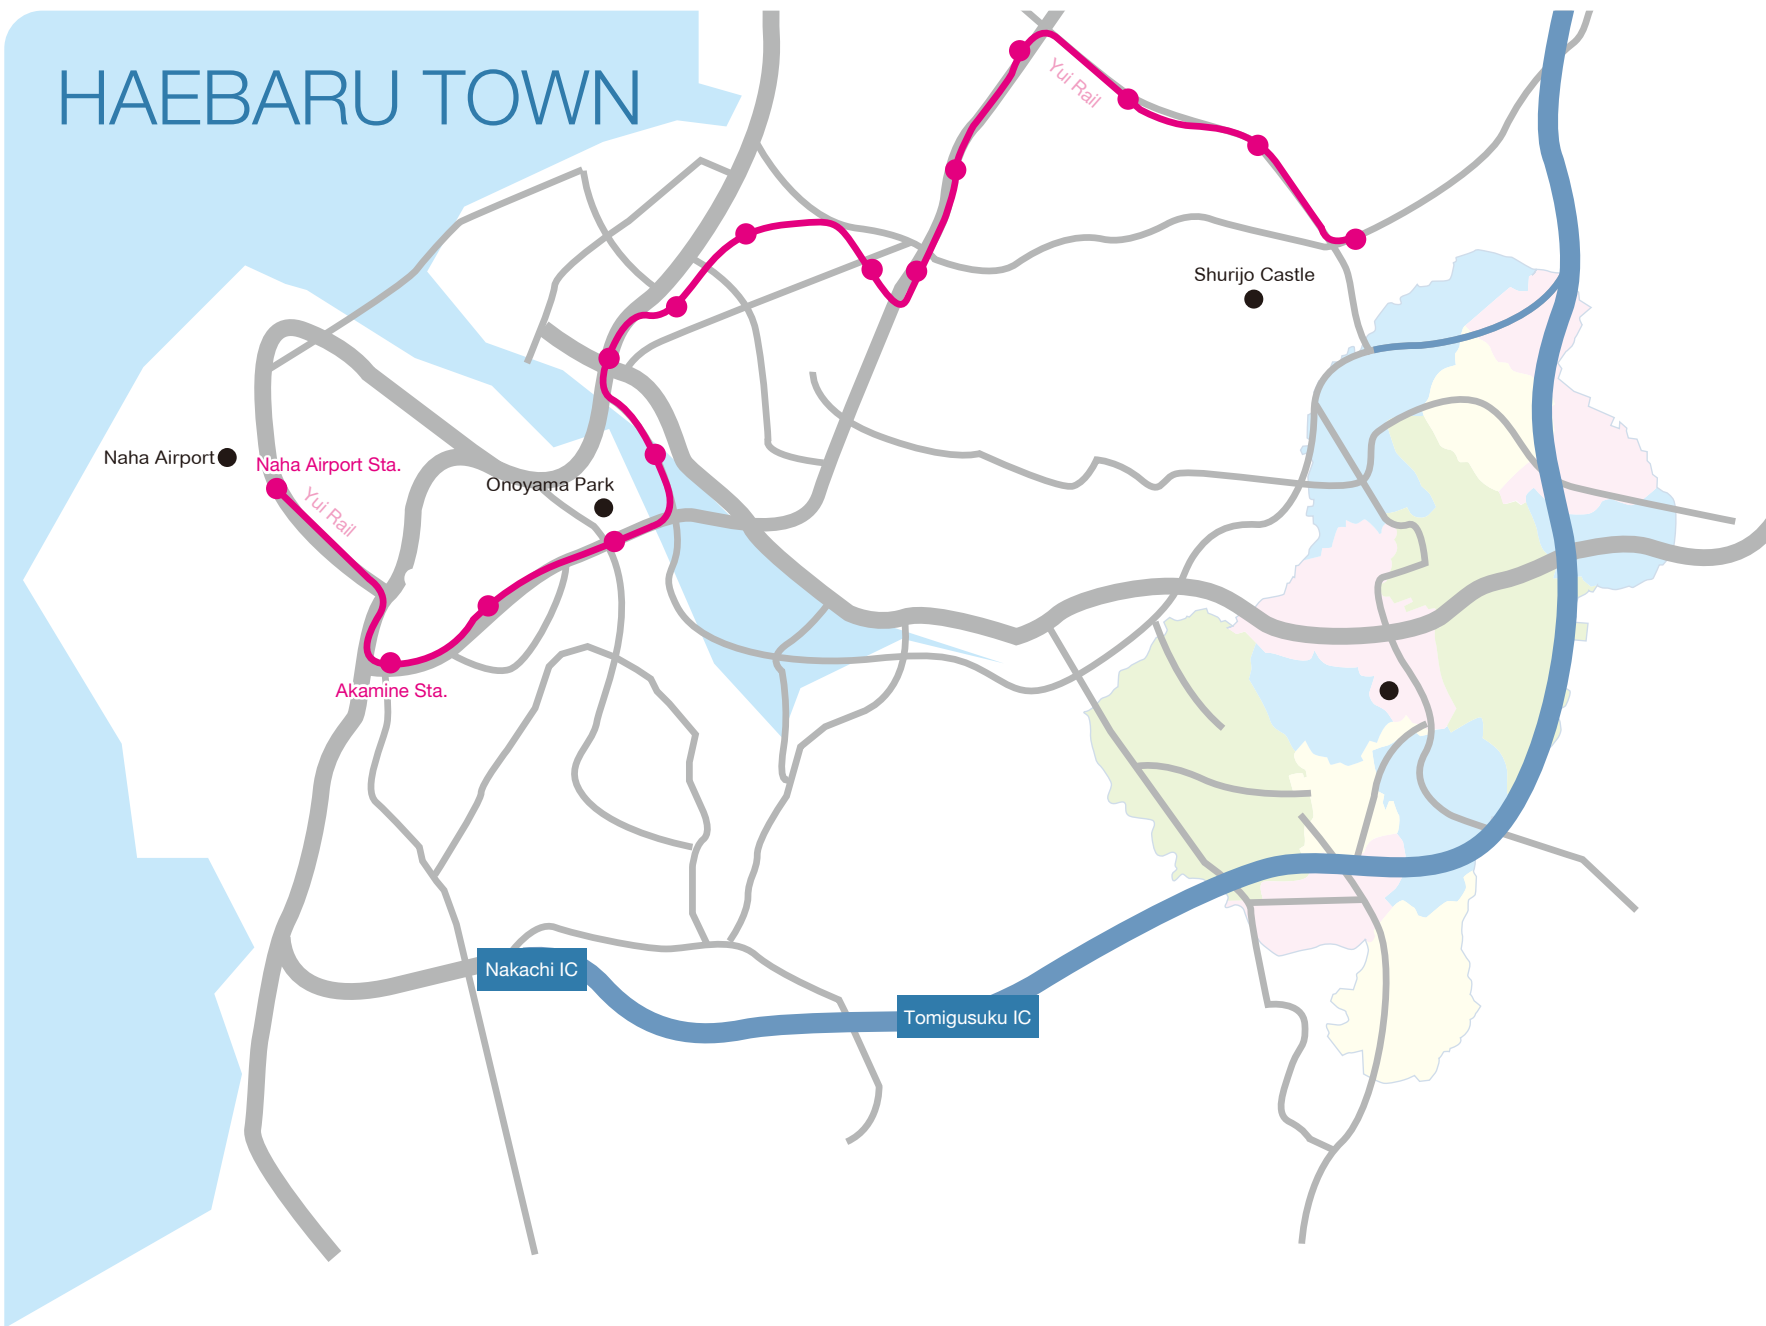 HAEBARU TOWN
Yui Rail
Shurijo Castle
Naha Airport
Naha Airport Sta.
Yui Rail
Onoyama Park
Akamine Sta.
Nakachi IC
Tomigusuku IC